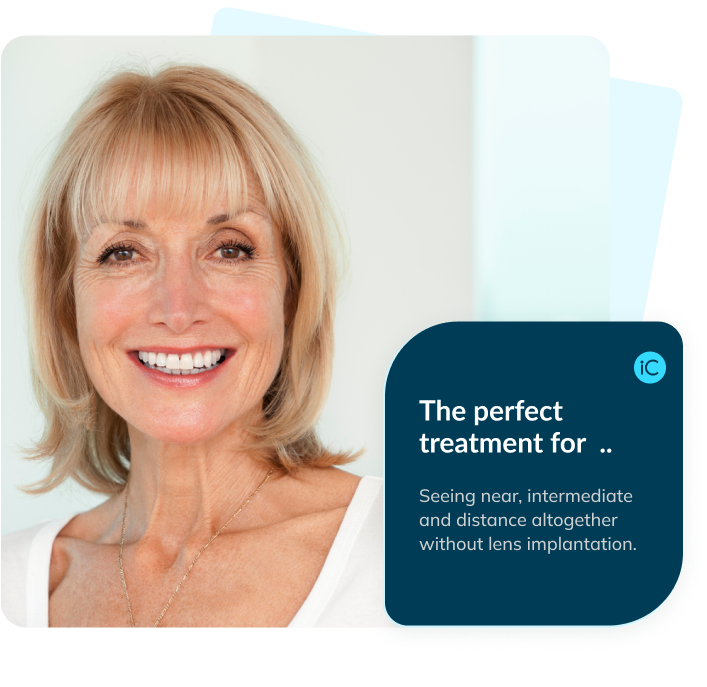 iC
The perfect
treatment for ..
Seeing near, intermediate
and distance altogether
without lens implantation.